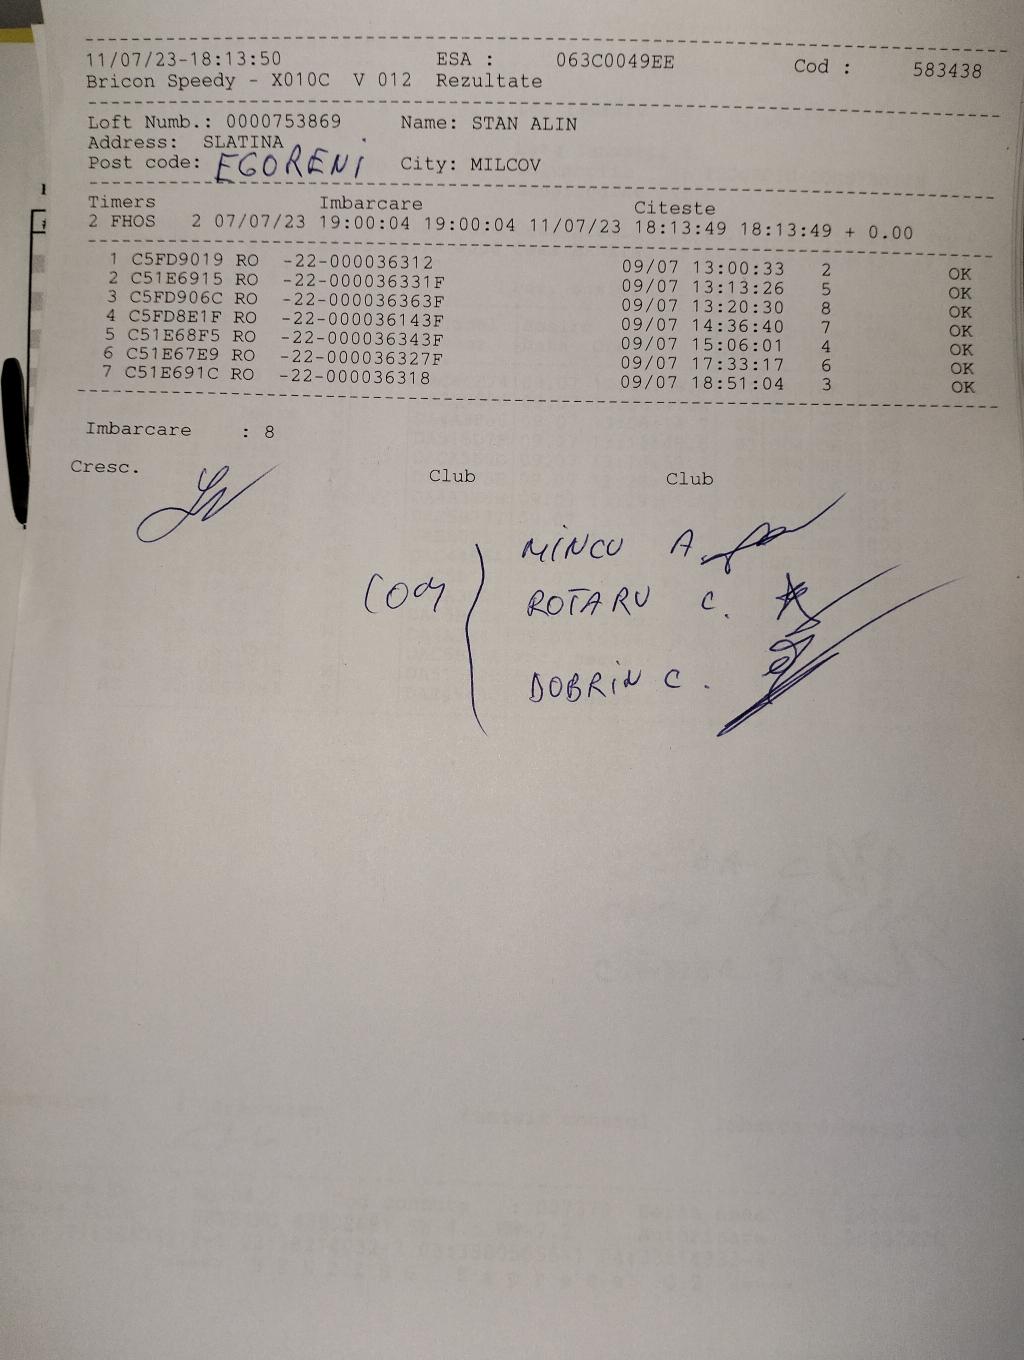 11/07/23-18:13:50 ESA : 063C0049EE Cod : 583438
Bricon Speedy - X010C V 012 Rezultate
Loft Numb.: 0000753869 Name: STAN ALIN
Address: SLATINA
Post code: EGORENI City: MILCOV
Timers Imbarcare Citeste
2 FHOS 2 07/07/23 19:00:04 19:00:04 11/07/23 18:13:49 18:13:49 + 0.00
1 C5FD9019 RO -22-000036312 09/07 13:00:33 2 OK
2 C51E6915 RO -22-000036331F 09/07 13:13:26 5 OK
3 C5FD906C RO -22-000036363F 09/07 13:20:30 8 OK
4 C5FD8E1F RO -22-000036143F 09/07 14:36:40 7 OK
5 C51E68F5 RO -22-000036343F 09/07 15:06:01 4 OK
6 C51E67E9 RO -22-000036327F 09/07 17:33:17 6 OK
7 C51E691C RO -22-000036318 09/07 18:51:04 3 OK
Imbarcare : 8
Cresc. Club Club
MINCU A.
ROTARU C.
DOBRIN C.